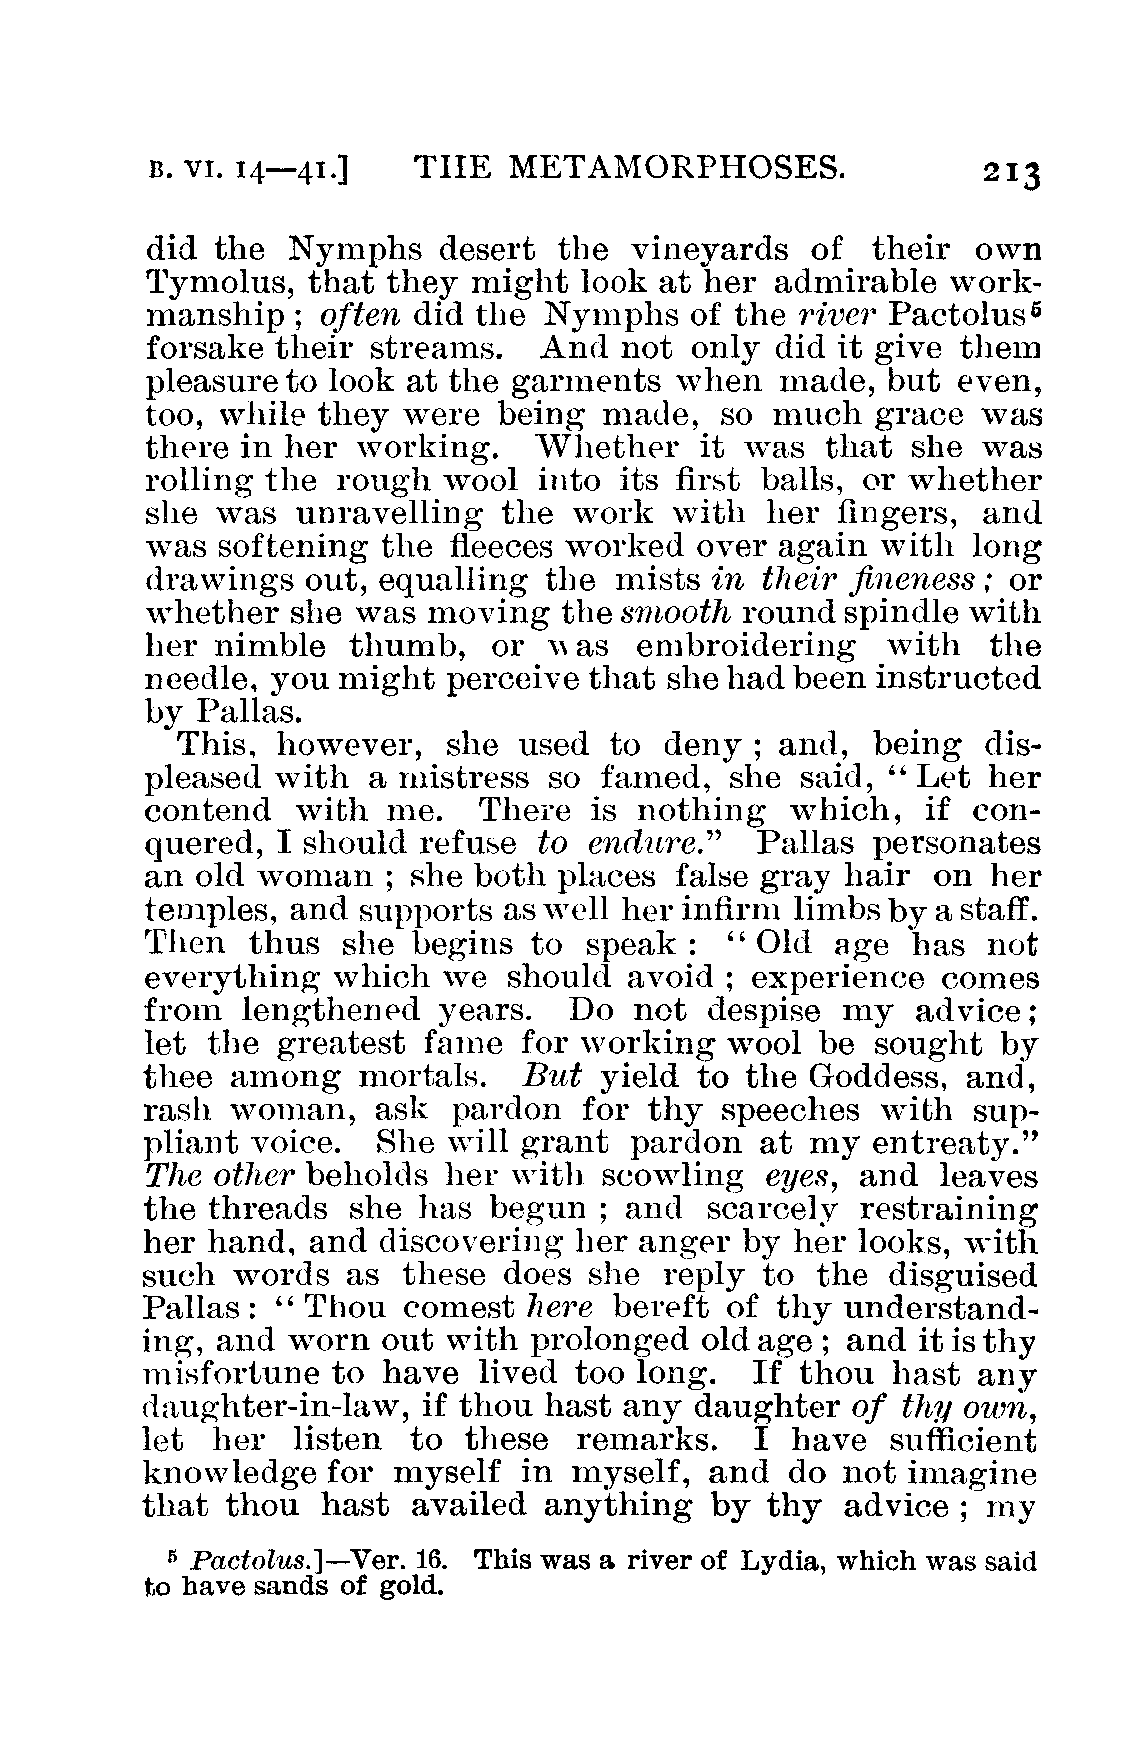 B. VI. 14—41.] THE METAMORPHOSES. 213
did the Nymphs desert the vineyards of their own
Tymolus, that they might look at her admirable work-
manship ; often did the Nymphs of the river Pactolus⁵
forsake their streams. And not only did it give them
pleasure to look at the garments when made, but even,
too, while they were being made, so much grace was
there in her working. Whether it was that she was
rolling the rough wool into its first balls, or whether
she was unravelling the work with her fingers, and
was softening the fleeces worked over again with long
drawings out, equalling the mists in their fineness ; or
whether she was moving the smooth round spindle with
her nimble thumb, or was embroidering with the
needle, you might perceive that she had been instructed
by Pallas.
This, however, she used to deny ; and, being dis-
pleased with a mistress so famed, she said, “ Let her
contend with me. There is nothing which, if con-
quered, I should refuse to endure.” Pallas personates
an old woman ; she both places false gray hair on her
temples, and supports as well her infirm limbs by a staff.
Then thus she begins to speak : “ Old age has not
everything which we should avoid ; experience comes
from lengthened years. Do not despise my advice ;
let the greatest fame for working wool be sought by
thee among mortals. But yield to the Goddess, and,
rash woman, ask pardon for thy speeches with sup-
pliant voice. She will grant pardon at my entreaty.”
The other beholds her with scowling eyes, and leaves
the threads she has begun ; and scarcely restraining
her hand, and discovering her anger by her looks, with
such words as these does she reply to the disguised
Pallas : “ Thou comest here bereft of thy understand-
ing, and worn out with prolonged old age ; and it is thy
misfortune to have lived too long. If thou hast any
daughter-in-law, if thou hast any daughter of thy own,
let her listen to these remarks. I have sufficient
knowledge for myself in myself, and do not imagine
that thou hast availed anything by thy advice ; my
⁵ Pactolus.]—Ver. 16. This was a river of Lydia, which was said
to have sands of gold.